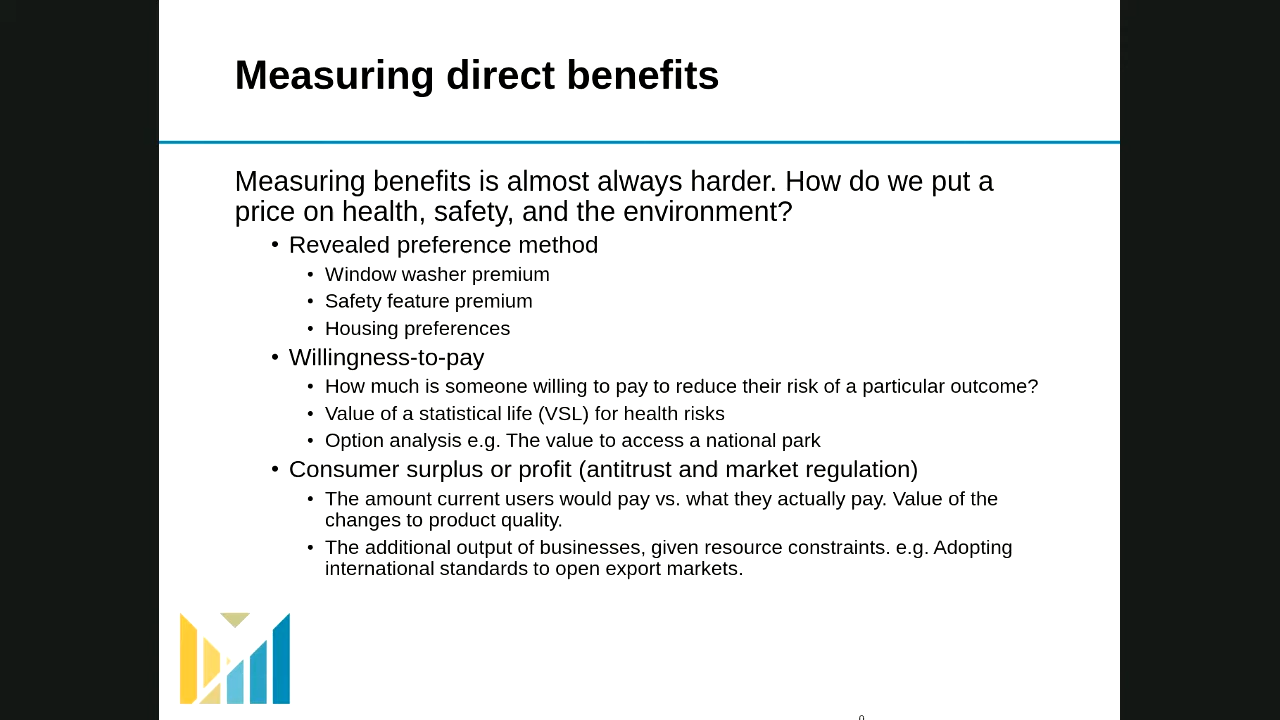 Measuring direct benefits
Measuring benefits is almost always harder. How do we put a
price on health, safety, and the environment?
• Revealed preference method
• Window washer premium
• Safety feature premium
• Housing preferences
• Willingness-to-pay
• How much is someone willing to pay to reduce their risk of a particular outcome?
• Value of a statistical life (VSL) for health risks
• Option analysis e.g. The value to access a national park
• Consumer surplus or profit (antitrust and market regulation)
• The amount current users would pay vs. what they actually pay. Value of the
changes to product quality.
• The additional output of businesses, given resource constraints. e.g. Adopting
international standards to open export markets.